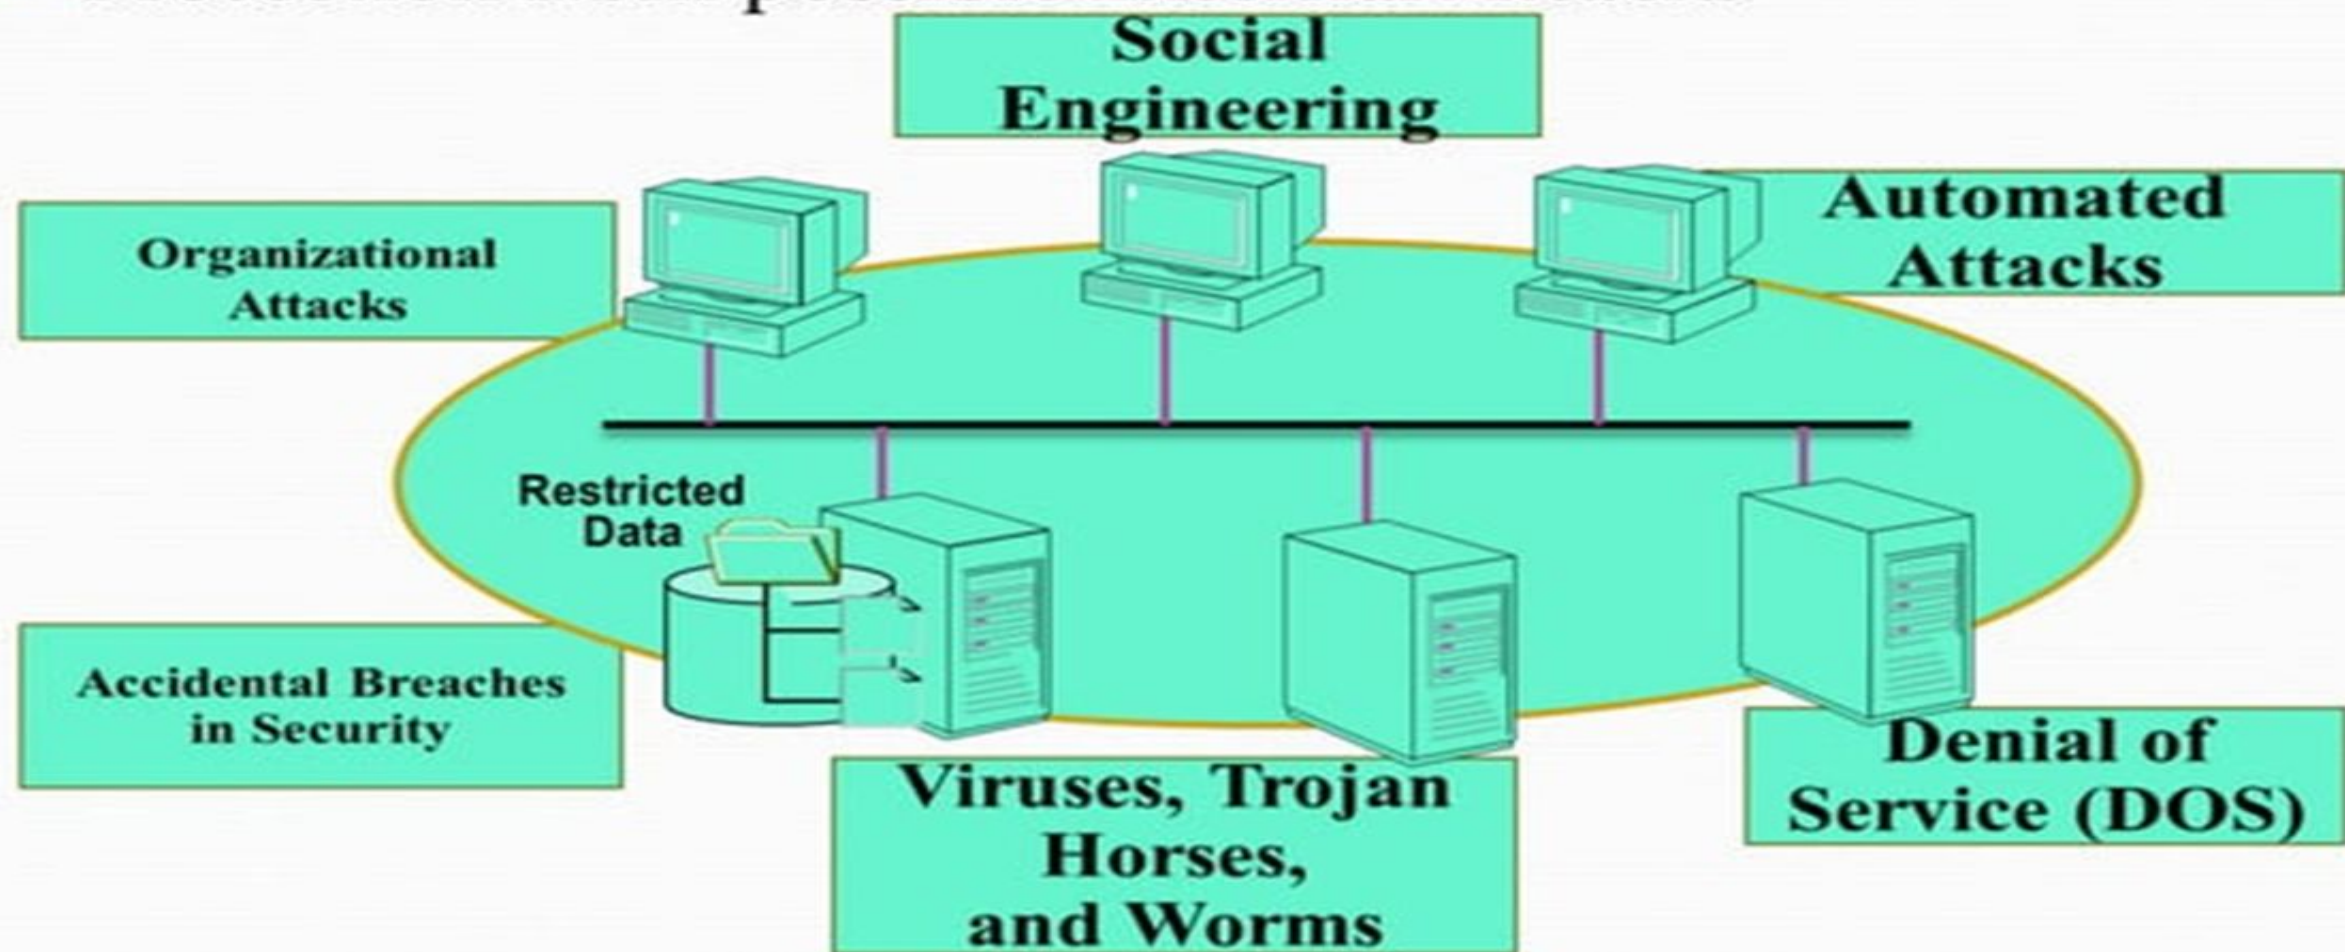 Social
Engineering
Automated
Attacks
Organizational
Attacks
Restricted
Data
Accidental Breaches
in Security
Denial of
Service (DOS)
Viruses, Trojan
Horses,
and Worms